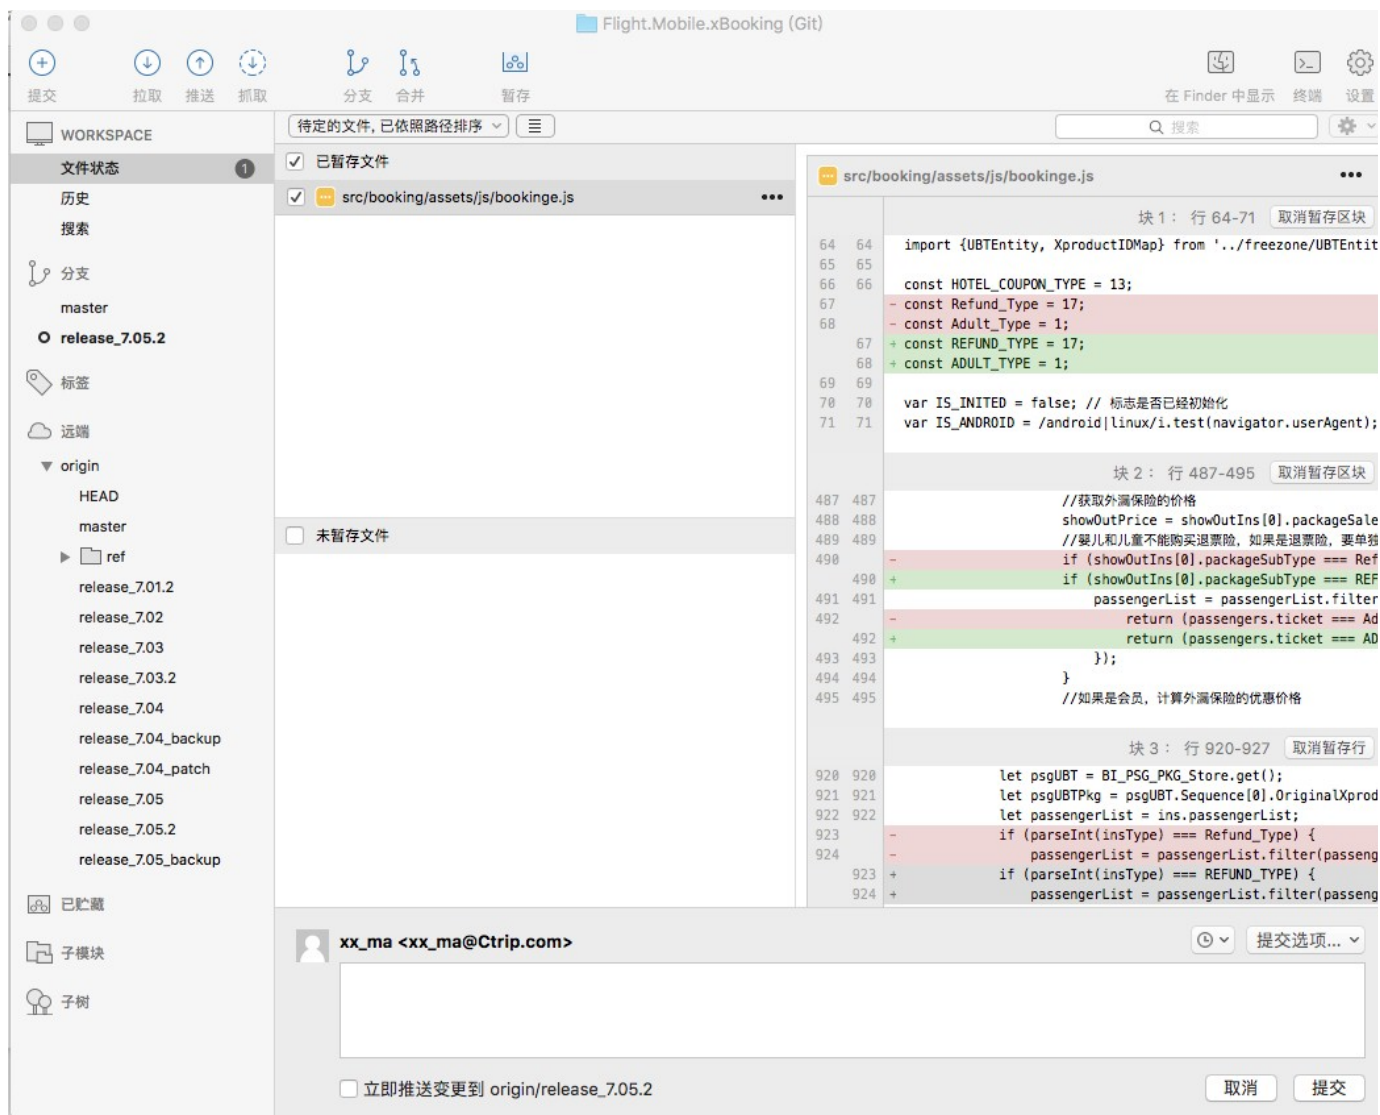 Flight.Mobile.xBooking (Git)
提交 拉取 推送 抓取 分支 合并 暂存 在 Finder 中显示 终端 设置
WORKSPACE
文件状态 1
历史
搜索
分支
master
release_7.05.2
标签
远端
origin
HEAD
master
ref
release_7.01.2
release_7.02
release_7.03
release_7.03.2
release_7.04
release_7.04_backup
release_7.04_patch
release_7.05
release_7.05.2
release_7.05_backup
已贮藏
子模块
子树
待定的文件, 已依照路径排序
搜索
已暂存文件
src/booking/assets/js/bookinge.js
未暂存文件
src/booking/assets/js/bookinge.js
块 1： 行 64-71 取消暂存区块
64 64 import {UBTEntity, XproductIDMap} from '../freezone/UBTEntit
65 65
66 66 const HOTEL_COUPON_TYPE = 13;
67 - const Refund_Type = 17;
68 - const Adult_Type = 1;
67 + const REFUND_TYPE = 17;
68 + const ADULT_TYPE = 1;
69 69
70 70 var IS_INITED = false; // 标志是否已经初始化
71 71 var IS_ANDROID = /android|linux/i.test(navigator.userAgent);
块 2： 行 487-495 取消暂存区块
487 487 //获取外漏保险的价格
488 488 showOutPrice = showOutIns[0].packageSale
489 489 //婴儿和儿童不能购买退票险，如果是退票险，要单独
490 - if (showOutIns[0].packageSubType === Ref
490 + if (showOutIns[0].packageSubType === REF
491 491 passengerList = passengerList.filter
492 - return (passengers.ticket === Ad
492 + return (passengers.ticket === AD
493 493 });
494 494 }
495 495 //如果是会员，计算外漏保险的优惠价格
块 3： 行 920-927 取消暂存行
920 920 let psgUBT = BI_PSG_PKG_Store.get();
921 921 let psgUBTPkg = psgUBT.Sequence[0].OriginalXprod
922 922 let passengerList = ins.passengerList;
923 - if (parseInt(insType) === Refund_Type) {
924 - passengerList = passengerList.filter(passeng
923 + if (parseInt(insType) === REFUND_TYPE) {
924 + passengerList = passengerList.filter(passeng
xx_ma <xx_ma@Ctrip.com>
提交选项...
立即推送变更到 origin/release_7.05.2
取消 提交